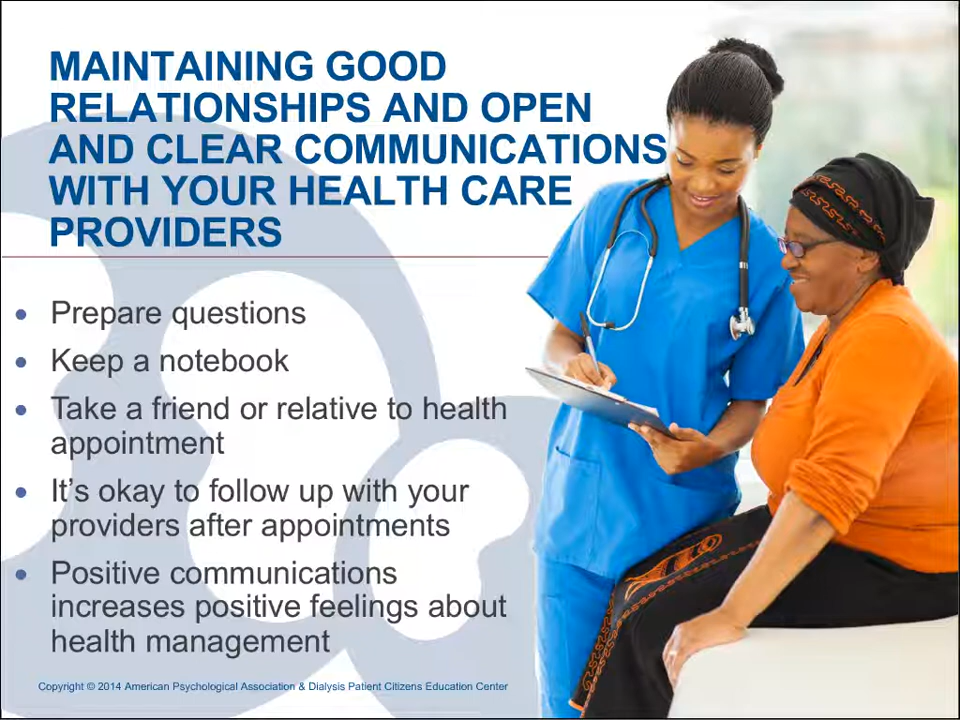 MAINTAINING GOOD
RELATIONSHIPS AND OPEN
AND CLEAR COMMUNICATIONS
WITH YOUR HEALTH CARE
PROVIDERS
• Prepare questions
• Keep a notebook
• Take a friend or relative to health
appointment
• It's okay to follow up with your
providers after appointments
• Positive communications
increases positive feelings about
health management
Copyright © 2014 American Psychological Association & Dialysis Patient Citizens Education Center